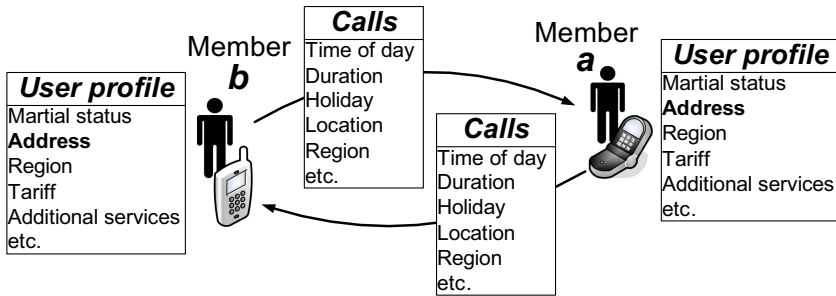 User profile
Martial status
Address
Region
Tariff
Additional services
etc.
Member
b
Calls
Time of day
Duration
Holiday
Location
Region
etc.
Calls
Time of day
Duration
Holiday
Location
Region
etc.
Member
a
User profile
Martial status
Address
Region
Tariff
Additional services
etc.